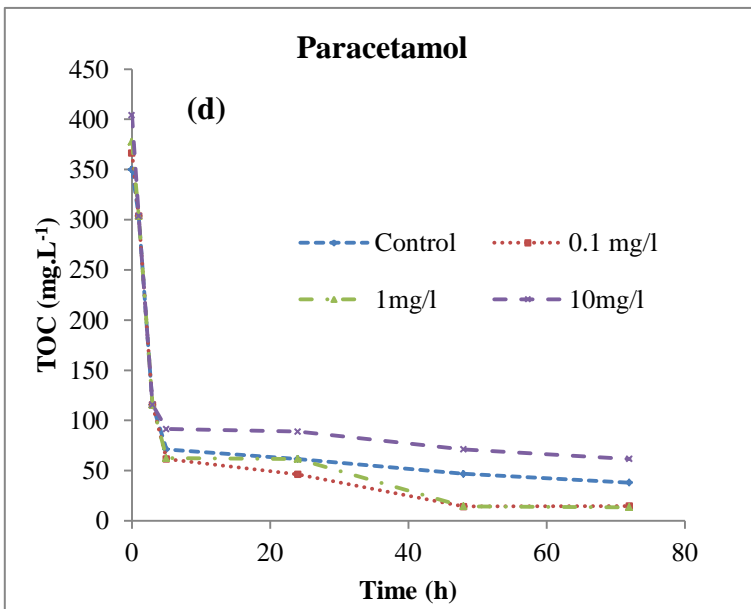 Paracetamol
(d)
450
400
350
300
250
200
150
100
50
0
TOC (mg.L⁻¹)
Control
0.1 mg/l
1mg/l
10mg/l
0 20 40 60 80
Time (h)